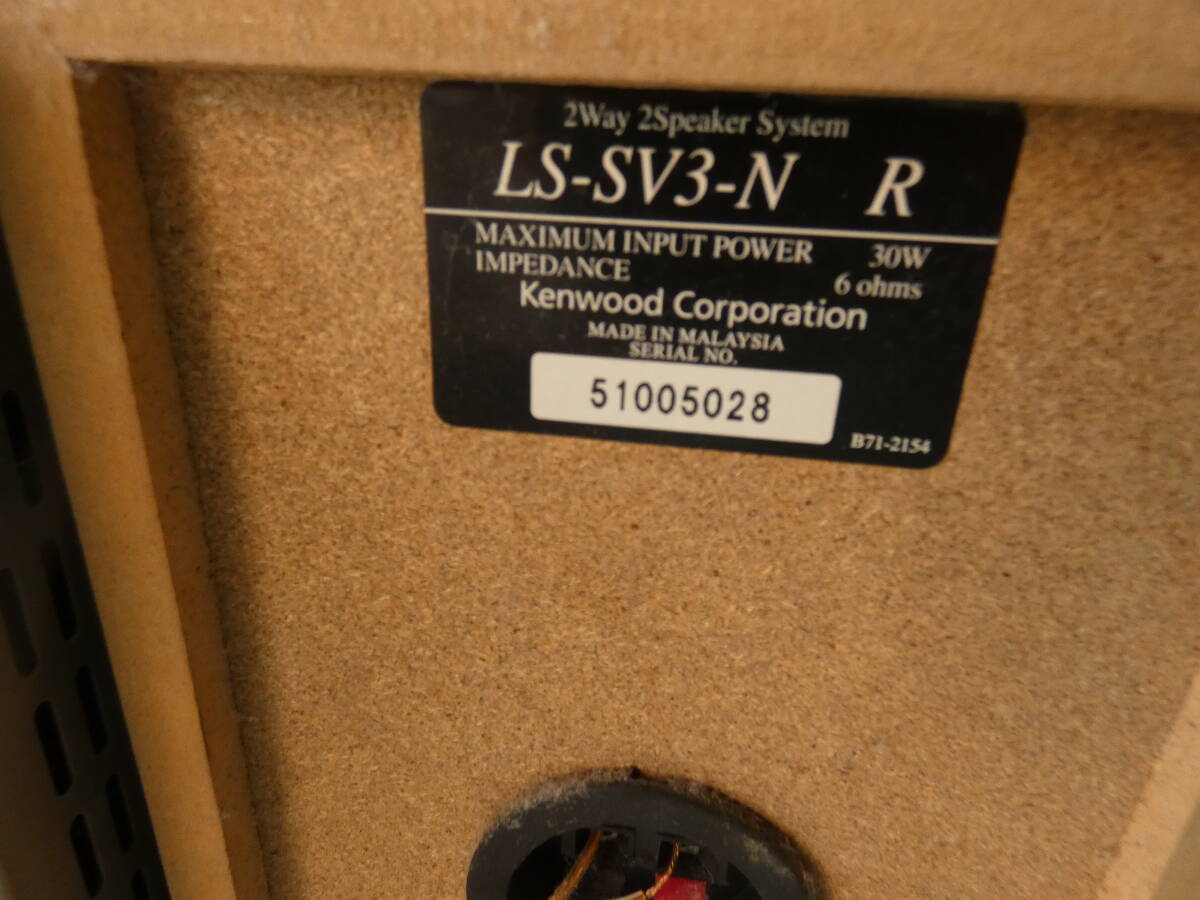 2Way 2Speaker System
LS-SV3-N R
MAXIMUM INPUT POWER 30W
IMPEDANCE 6 ohms
Kenwood Corporation
MADE IN MALAYSIA
SERIAL NO.
51005028
B71-2154